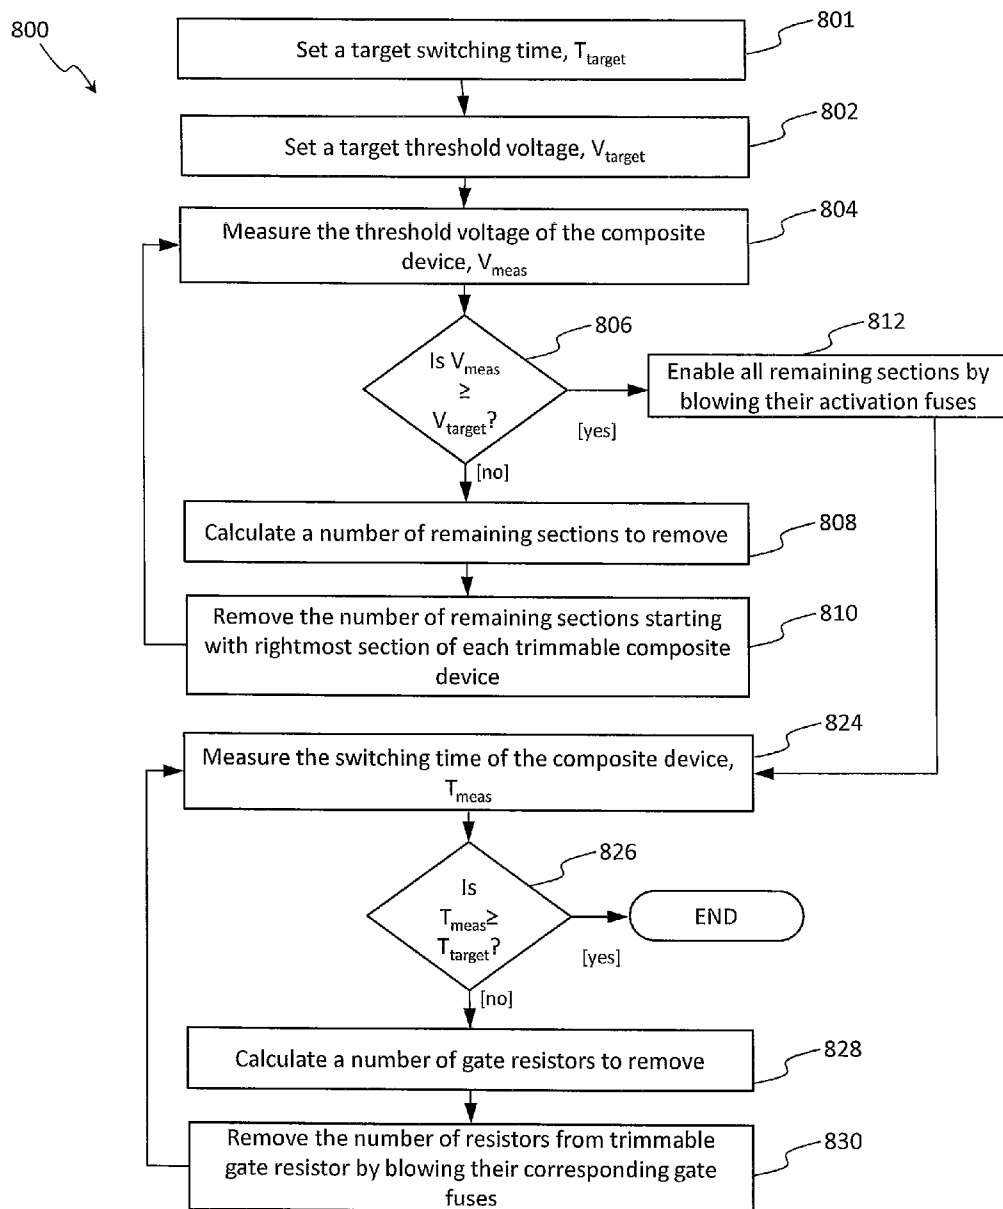 800
801
Set a target switching time, T_target
802
Set a target threshold voltage, V_target
804
Measure the threshold voltage of the composite
device, V_meas
806
Is V_meas
≥
V_target?
[yes]
[no]
812
Enable all remaining sections by
blowing their activation fuses
Calculate a number of remaining sections to remove
808
Remove the number of remaining sections starting
with rightmost section of each trimmable composite
device
810
824
Measure the switching time of the composite device,
T_meas
826
Is
T_meas≥
T_target?
[yes]
[no]
END
Calculate a number of gate resistors to remove
828
Remove the number of resistors from trimmable
gate resistor by blowing their corresponding gate
fuses
830